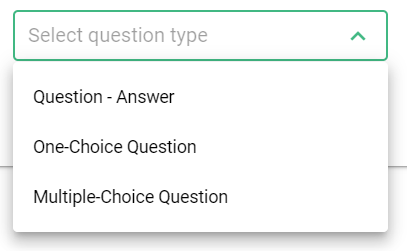 Select question type
Question - Answer
One-Choice Question
Multiple-Choice Question